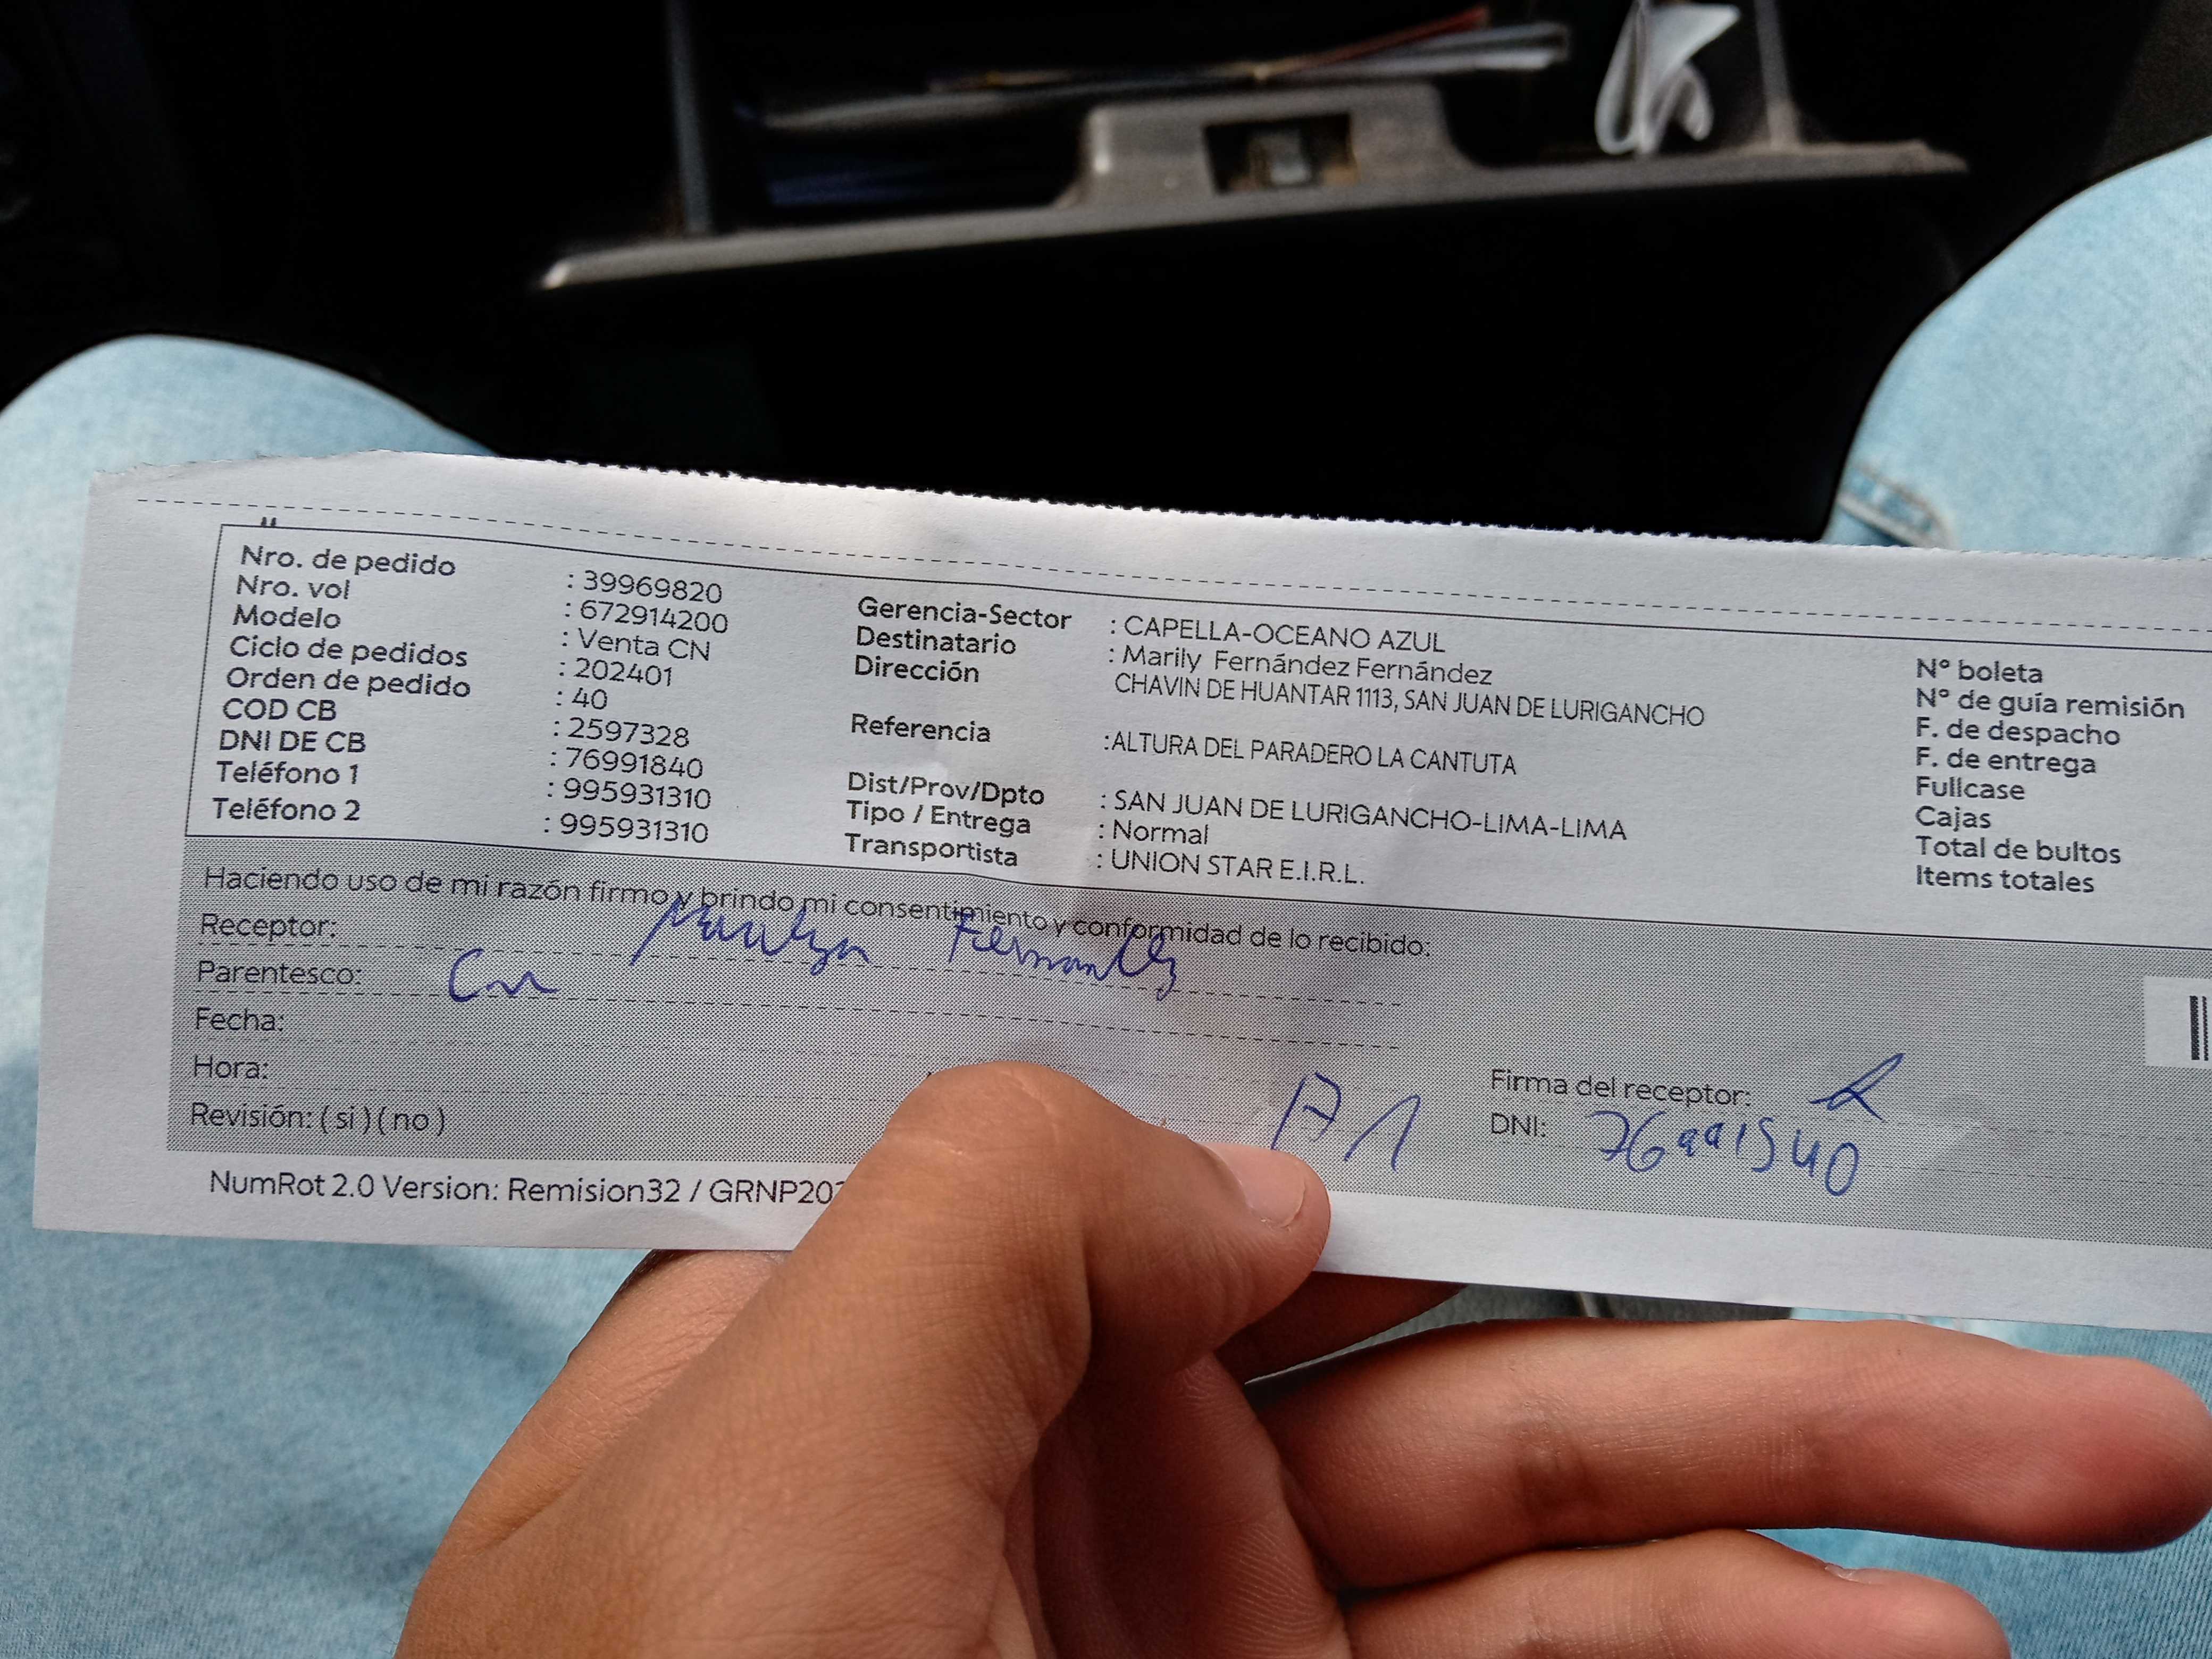 Nro. de pedido : 39969820
Nro. vol : 672914200
Modelo : Venta CN
Ciclo de pedidos : 202401
Orden de pedido : 40
COD CB : 2597328
DNI DE CB : 76991840
Teléfono 1 : 995931310
Teléfono 2 : 995931310
Gerencia-Sector : CAPELLA-OCEANO AZUL
Destinatario : Marily Fernández Fernández
Dirección CHAVIN DE HUANTAR 1113, SAN JUAN DE LURIGANCHO
Referencia :ALTURA DEL PARADERO LA CANTUTA
Dist/Prov/Dpto : SAN JUAN DE LURIGANCHO-LIMA-LIMA
Tipo / Entrega : Normal
Transportista : UNION STAR E.I.R.L.
N° boleta
N° de guía remisión
F. de despacho
F. de entrega
Fullcase
Cajas
Total de bultos
Items totales
Haciendo uso de mi razón firmo y brindo mi consentimiento y conformidad de lo recibido:
Receptor: Fernandez
Parentesco:
Fecha:
Hora:
Revisión: ( si ) ( no )
Firma del receptor:
DNI:
NumRot 2.0 Version: Remision32 / GRNP20